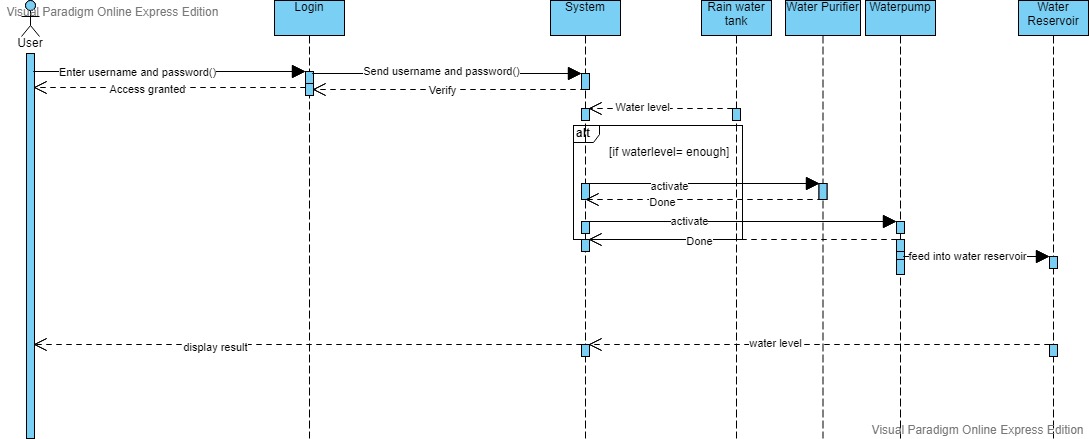 Visual Paradigm Online Express Edition
User
Login
System
Rain water
tank
Water Purifier
Waterpump
Water
Reservoir
Enter username and password()
Send username and password()
Access granted
Verify
Water level
alt
[if waterlevel= enough]
activate
Done
activate
Done
feed into water reservoir
display result
water level
Visual Paradigm Online Express Edition